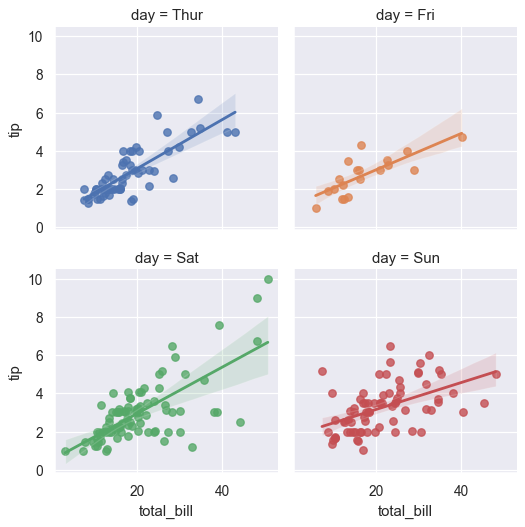 day = Thur
day = Fri
10
8
6
4
2
0
tip
day = Sat
day = Sun
10
8
6
4
2
0
tip
20 40
20 40
total_bill
total_bill